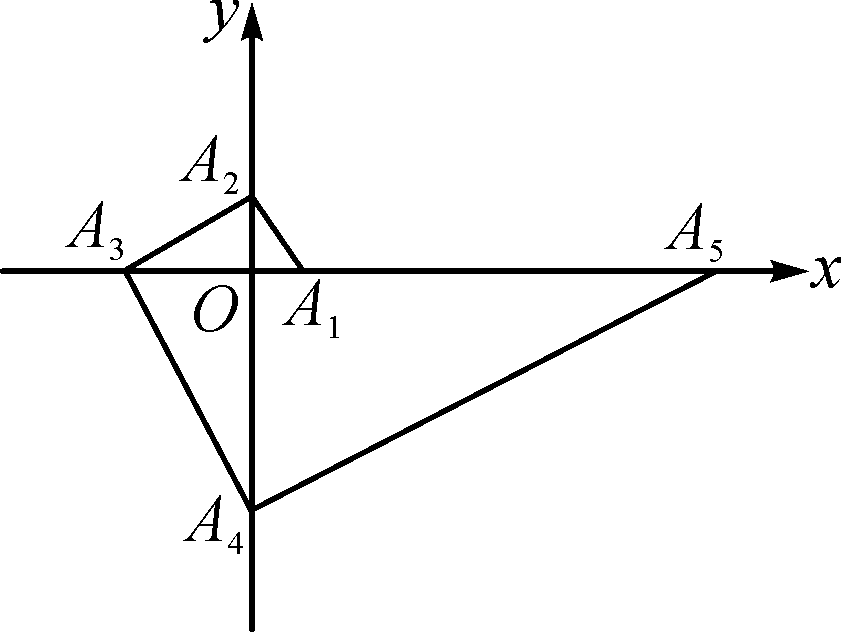 y
A₂
A₃
A₅
x
O
A₁
A₄